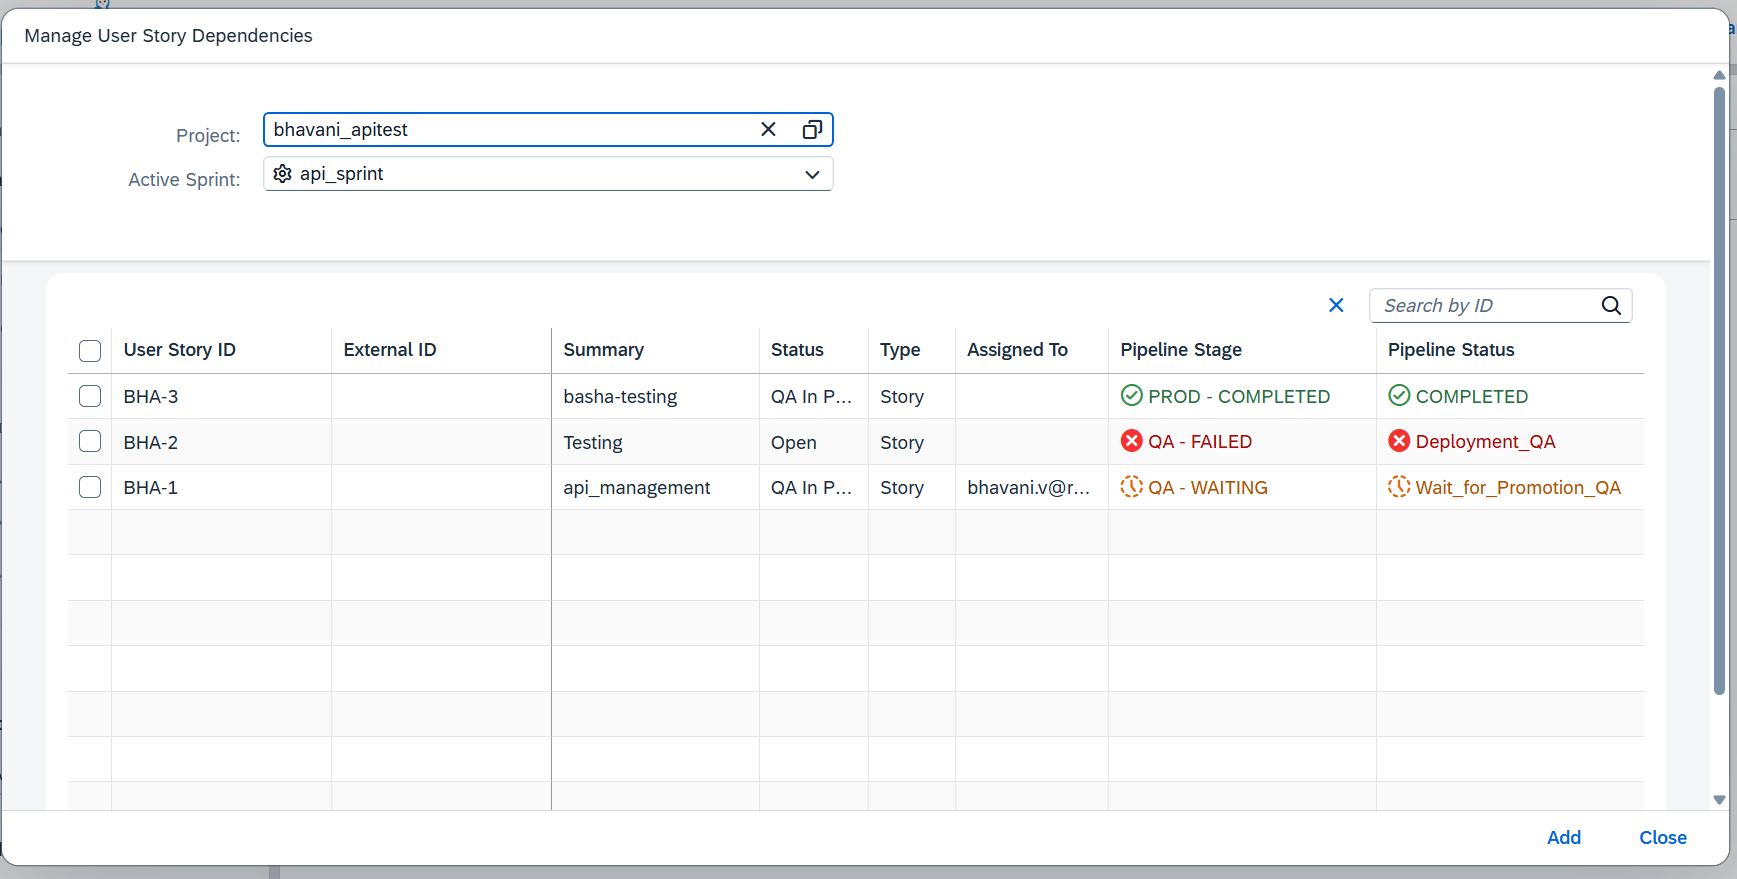 Manage User Story Dependencies
Project: bhavani_apitest
Active Sprint: api_sprint
Search by ID
User Story ID External ID Summary Status Type Assigned To Pipeline Stage Pipeline Status
BHA-3 basha-testing QA In P... Story PROD - COMPLETED COMPLETED
BHA-2 Testing Open Story QA - FAILED Deployment_QA
BHA-1 api_management QA In P... Story bhavani.v@r... QA - WAITING Wait_for_Promotion_QA
Add Close